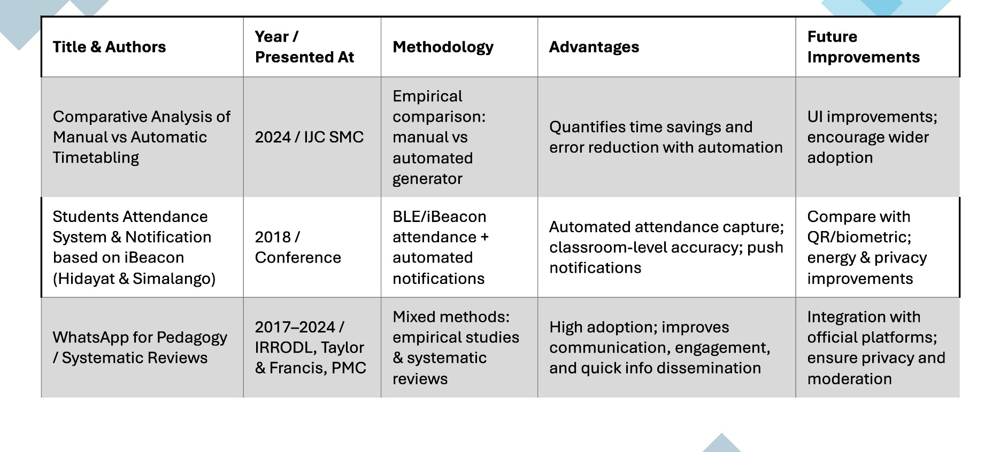 Title & Authors
Year /
Presented At
Methodology
Advantages
Future
Improvements
Comparative Analysis of
Manual vs Automatic
Timetabling
2024 / IJC SMC
Empirical
comparison:
manual vs
automated
generator
Quantifies time savings and
error reduction with automation
UI improvements;
encourage wider
adoption
Students Attendance
System & Notification
based on iBeacon
(Hidayat & Simalango)
2018 /
Conference
BLE/iBeacon
attendance +
automated
notifications
Automated attendance capture;
classroom-level accuracy; push
notifications
Compare with
QR/biometric;
energy & privacy
improvements
WhatsApp for Pedagogy
/ Systematic Reviews
2017–2024 /
IRRODL, Taylor
& Francis, PMC
Mixed methods:
empirical studies
& systematic
reviews
High adoption; improves
communication, engagement,
and quick info dissemination
Integration with
official platforms;
ensure privacy and
moderation